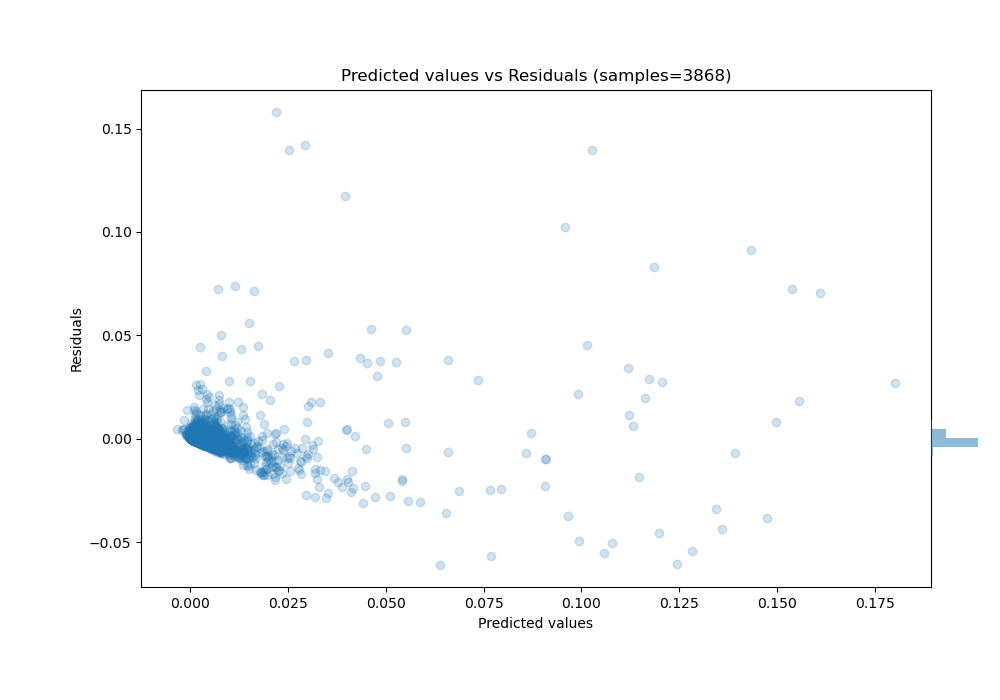 Predicted values vs Residuals (samples=3868)
0.15
0.10
0.05
0.00
−0.05
Residuals
0.000 0.025 0.050 0.075 0.100 0.125 0.150 0.175
Predicted values